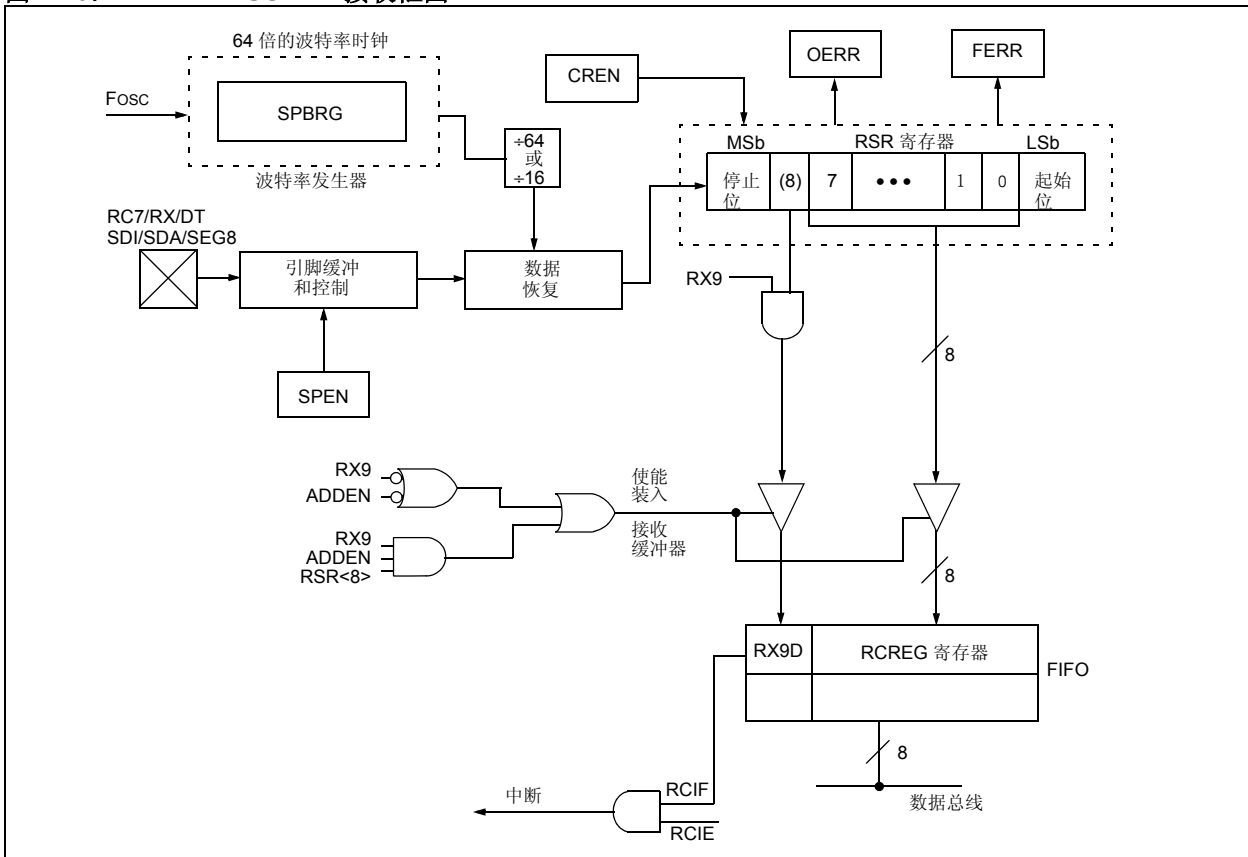 64 倍的波特率时钟
FOSC
SPBRG
波特率发生器
÷64
或
÷16
CREN
OERR
FERR
MSb
RSR 寄存器
LSb
停止
位
(8)
7
•••
1
0
起始
位
RC7/RX/DT
SDI/SDA/SEG8
引脚缓冲
和控制
数据
恢复
SPEN
RX9
8
RX9
ADDEN
RX9
ADDEN
RSR<8>
使能
装入
接收
缓冲器
8
RX9D
RCREG 寄存器
FIFO
8
数据总线
中断
RCIF
RCIE